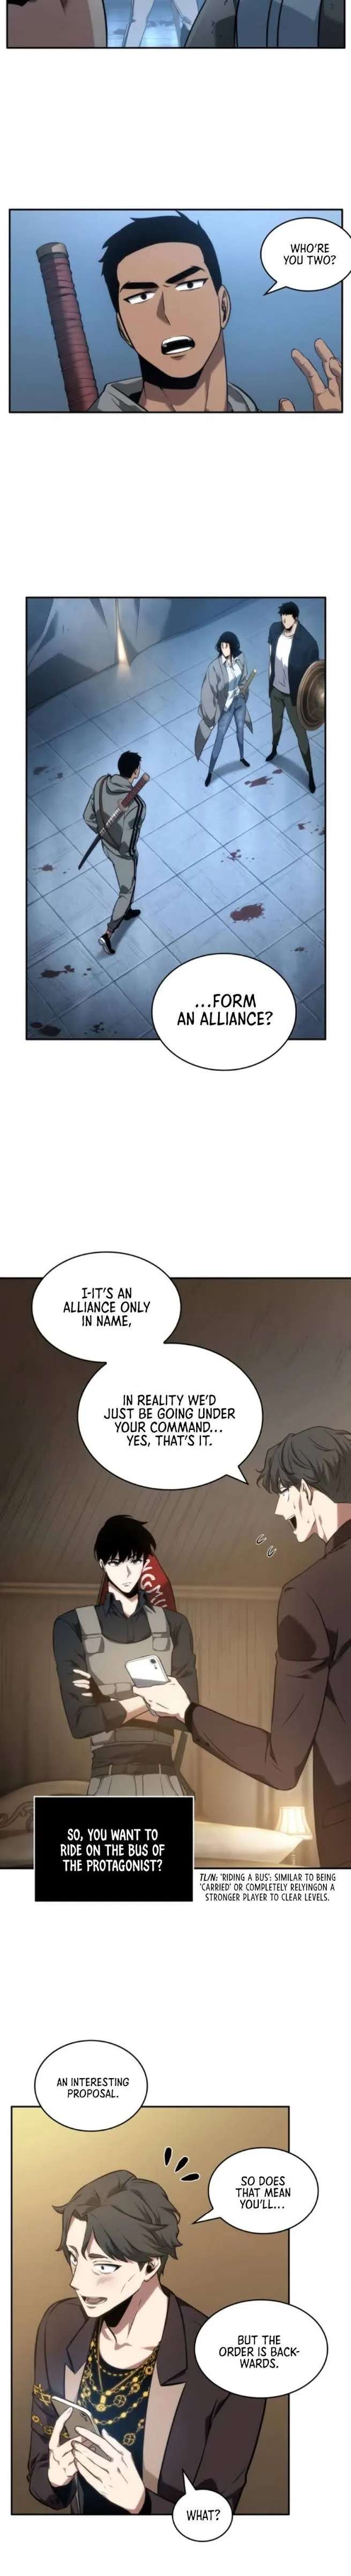 WHO'RE
YOU TWO?
...FORM
AN ALLIANCE?
I-IT'S AN
ALLIANCE ONLY
IN NAME,
IN REALITY WE'D
JUST BE GOING UNDER
YOUR COMMAND...
YES, THAT'S IT.
SO, YOU WANT TO
RIDE ON THE BUS OF
THE PROTAGONIST?
TL/N: 'RIDING A BUS': SIMILAR TO BEING
'CARRIED' OR COMPLETELY RELYINGON A
STRONGER PLAYER TO CLEAR LEVELS.
AN INTERESTING
PROPOSAL.
SO DOES
THAT MEAN
YOU'LL...
BUT THE
ORDER IS BACK-
WARDS.
WHAT?